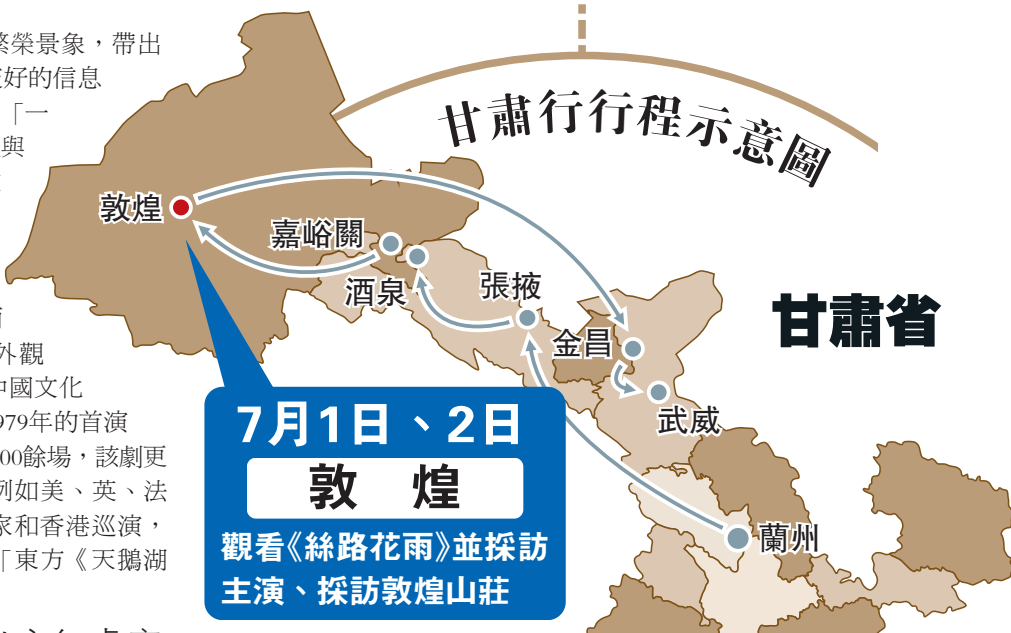 繁榮景象,帶出
好的信息
「一
與
外觀
中國文化
979年的首演
00餘場,該劇更
例如美、英、法
家和香港巡演,
「東方《天鵝湖
甘肅行行程示意圖
敦煌
嘉峪關
酒泉
張掖
金昌
武威
蘭州
甘肅省
7月1日、2日
敦煌
觀看《絲路花雨》並採訪
主演、採訪敦煌山莊